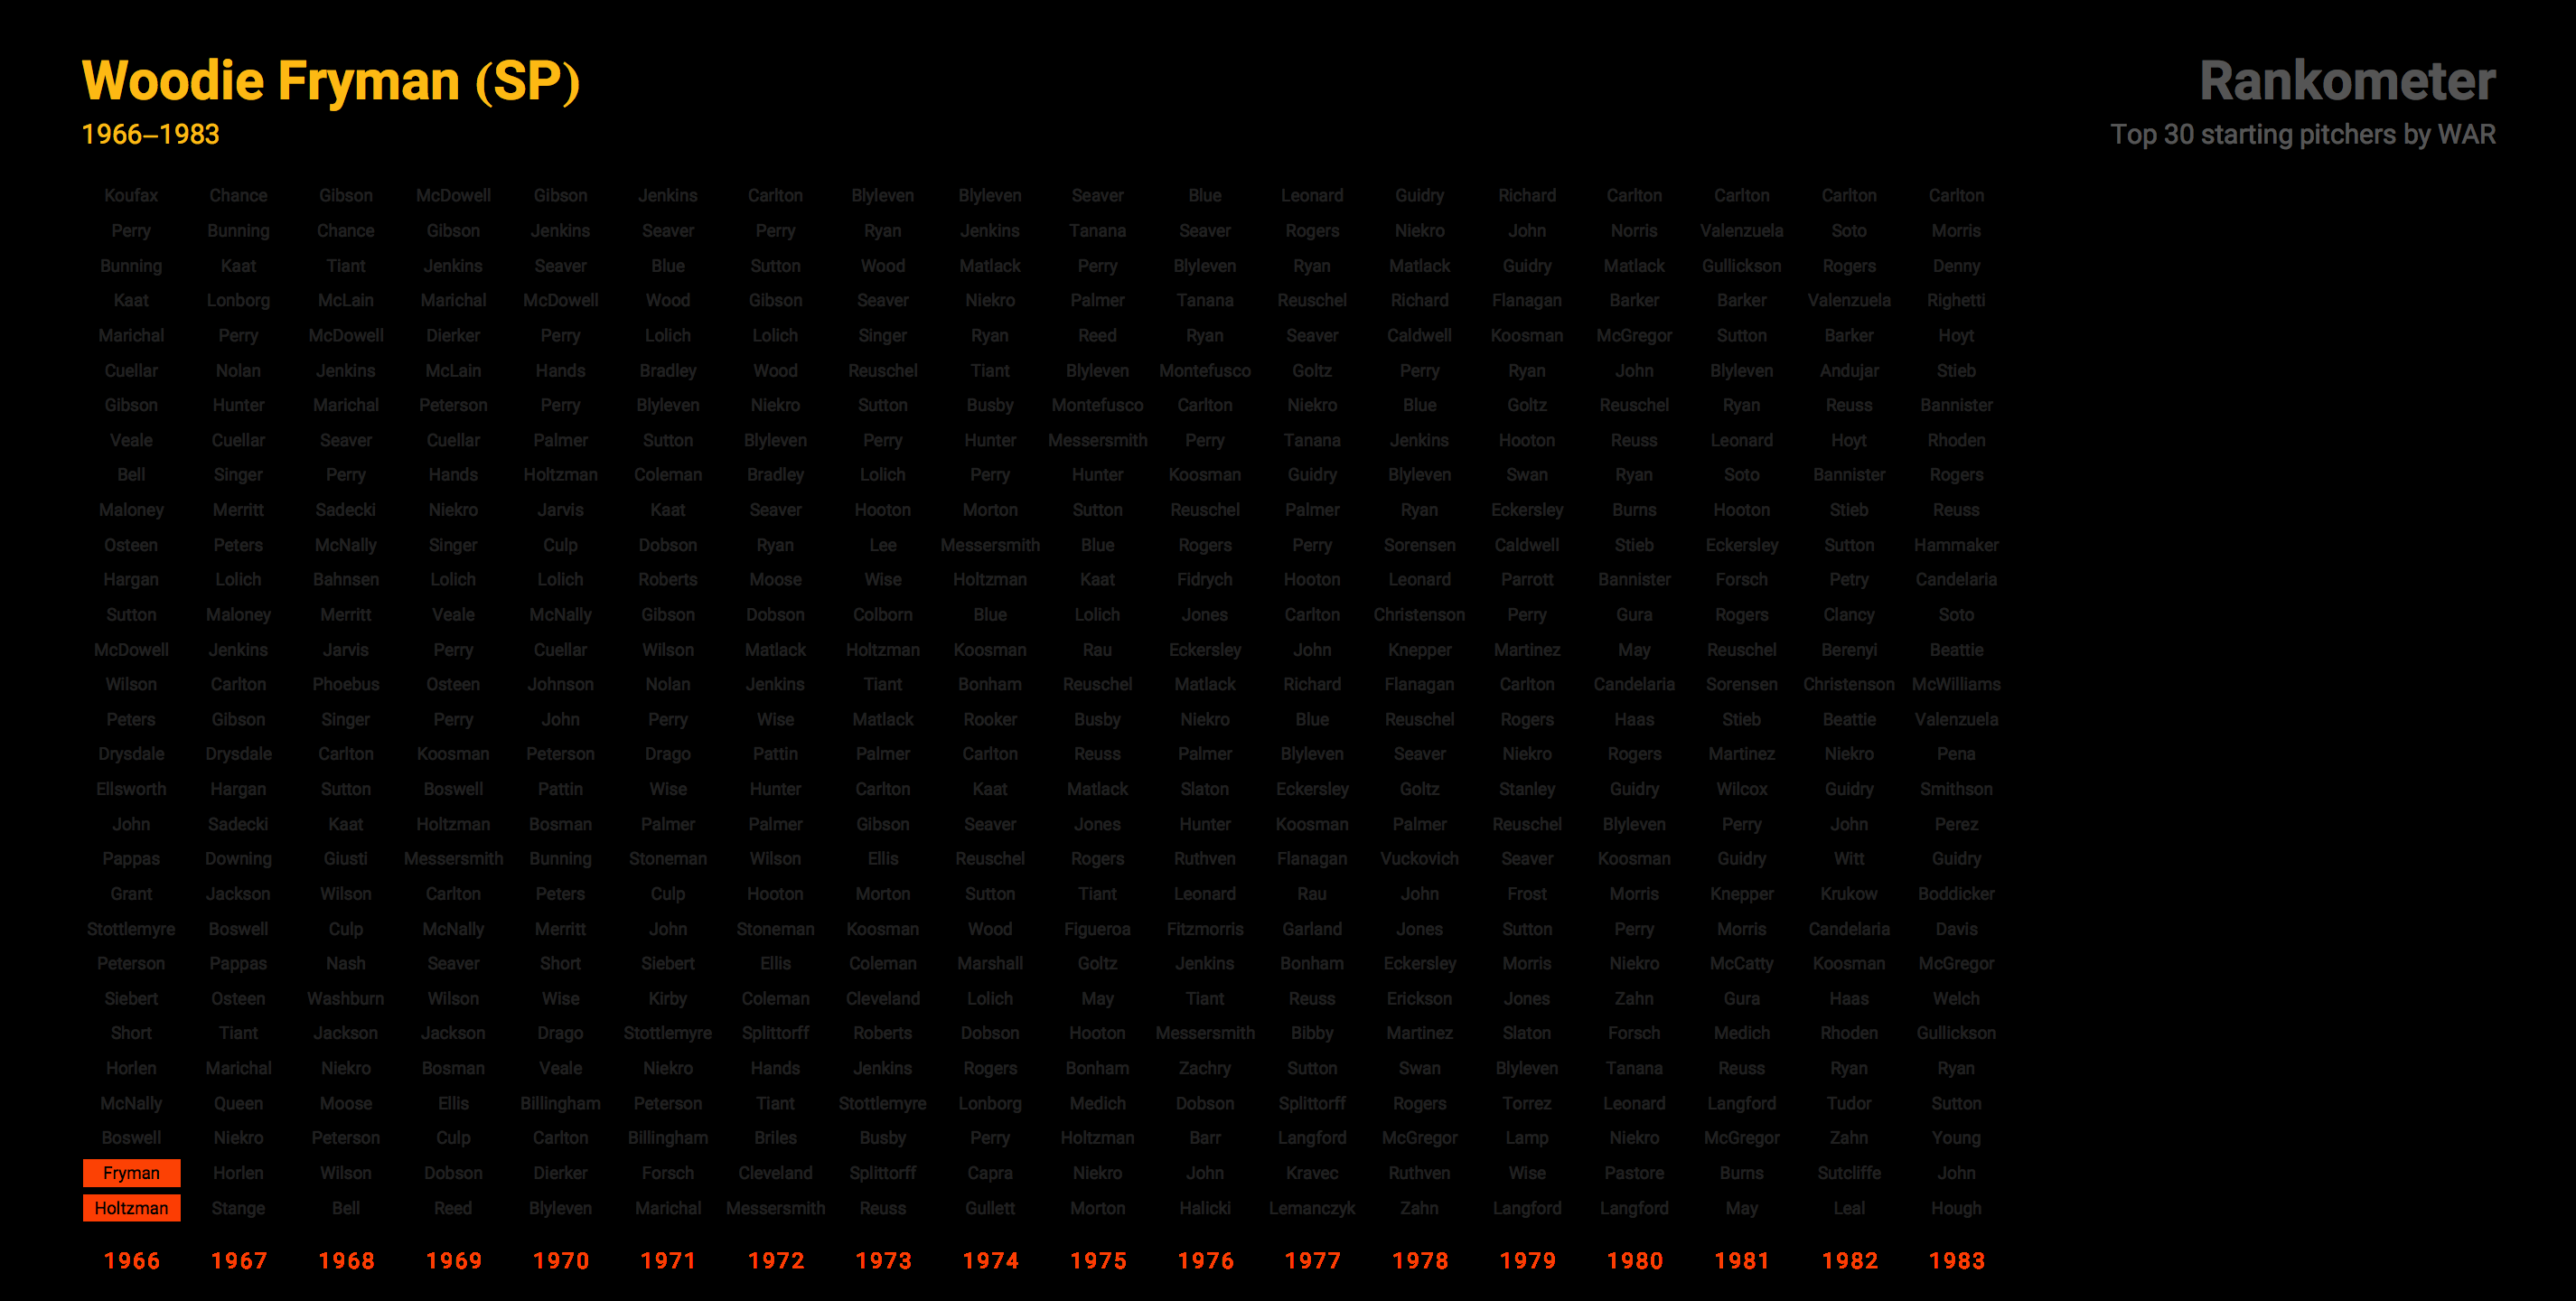 Woodie Fryman (SP)
Rankometer
1966–1983
Top 30 starting pitchers by WAR
Koufax Chance Gibson McDowell Gibson Jenkins Carlton Blyleven Blyleven Seaver Blue Leonard Guidry Richard Carlton Carlton Carlton Carlton
Perry Bunning Chance Gibson Jenkins Seaver Perry Ryan Jenkins Tanana Seaver Rogers Niekro John Norris Valenzuela Soto Morris
Bunning Kaat Tiant Jenkins Seaver Blue Sutton Wood Matlack Perry Blyleven Ryan Matlack Guidry Matlack Gullickson Rogers Denny
Kaat Lonborg McLain Marichal McDowell Wood Gibson Seaver Niekro Palmer Tanana Reuschel Richard Flanagan Barker Barker Valenzuela Righetti
Marichal Perry McDowell Dierker Perry Lolich Lolich Singer Ryan Reed Ryan Seaver Caldwell Koosman McGregor Sutton Barker Hoyt
Cuellar Nolan Jenkins McLain Hands Bradley Wood Reuschel Tiant Blyleven Montefusco Goltz Perry Ryan John Blyleven Andujar Stieb
Gibson Hunter Marichal Peterson Perry Blyleven Niekro Sutton Busby Montefusco Carlton Niekro Blue Goltz Reuschel Ryan Reuss Bannister
Veale Cuellar Seaver Cuellar Palmer Sutton Blyleven Perry Hunter Messersmith Perry Tanana Jenkins Hooton Reuss Leonard Hoyt Rhoden
Bell Singer Perry Hands Holtzman Coleman Bradley Lolich Perry Hunter Koosman Guidry Blyleven Swan Ryan Soto Bannister Rogers
Maloney Merritt Sadecki Niekro Jarvis Kaat Seaver Hooton Morton Sutton Reuschel Palmer Ryan Eckersley Burns Hooton Stieb Reuss
Osteen Peters McNally Singer Culp Dobson Ryan Lee Messersmith Blue Rogers Perry Sorensen Caldwell Stieb Eckersley Sutton Hammaker
Hargan Lolich Bahnsen Lolich Lolich Roberts Moose Wise Holtzman Kaat Fidrych Hooton Leonard Parrott Bannister Forsch Petry Candelaria
Sutton Maloney Merritt Veale McNally Gibson Dobson Colborn Blue Lolich Jones Carlton Christenson Perry Gura Rogers Clancy Soto
McDowell Jenkins Jarvis Perry Cuellar Wilson Matlack Holtzman Koosman Rau Eckersley John Knepper Martinez May Reuschel Berenyi Beattie
Wilson Carlton Phoebus Osteen Johnson Nolan Jenkins Tiant Bonham Reuschel Matlack Richard Flanagan Carlton Candelaria Sorensen Christenson McWilliams
Peters Gibson Singer Perry John Perry Wise Matlack Rooker Busby Niekro Blue Reuschel Rogers Haas Stieb Beattie Valenzuela
Drysdale Drysdale Carlton Koosman Peterson Drago Pattin Palmer Carlton Reuss Palmer Blyleven Seaver Niekro Rogers Martinez Niekro Pena
Ellsworth Hargan Sutton Boswell Pattin Wise Hunter Carlton Kaat Matlack Slaton Eckersley Goltz Stanley Guidry Wilcox Guidry Smithson
John Sadecki Kaat Holtzman Bosman Palmer Palmer Gibson Seaver Jones Hunter Koosman Palmer Reuschel Blyleven Perry John Perez
Pappas Downing Giusti Messersmith Bunning Stoneman Wilson Ellis Reuschel Rogers Ruthven Flanagan Vuckovich Seaver Koosman Guidry Witt Guidry
Grant Jackson Wilson Carlton Peters Culp Hooton Morton Sutton Tiant Leonard Rau John Frost Morris Knepper Krukow Boddicker
Stottlemyre Boswell Culp McNally Merritt John Stoneman Koosman Wood Figueroa Fitzmorris Garland Jones Sutton Perry Morris Candelaria Davis
Peterson Pappas Nash Seaver Short Siebert Ellis Coleman Marshall Goltz Jenkins Bonham Eckersley Morris Niekro McCatty Koosman McGregor
Siebert Osteen Washburn Wilson Wise Kirby Coleman Cleveland Lolich May Tiant Reuss Erickson Jones Zahn Gura Haas Welch
Short Tiant Jackson Jackson Drago Stottlemyre Splittorff Roberts Dobson Hooton Messersmith Bibby Martinez Slaton Forsch Medich Rhoden Gullickson
Horlen Marichal Niekro Bosman Veale Niekro Hands Jenkins Rogers Bonham Zachry Sutton Swan Blyleven Tanana Reuss Ryan Ryan
McNally Queen Moose Ellis Billingham Peterson Tiant Stottlemyre Lonborg Medich Dobson Splittorff Rogers Torrez Leonard Langford Tudor Sutton
Boswell Niekro Peterson Culp Carlton Billingham Briles Busby Perry Holtzman Barr Langford McGregor Lamp Niekro McGregor Zahn Young
Fryman Horlen Wilson Dobson Dierker Forsch Cleveland Splittorff Capra Niekro John Kravec Ruthven Wise Pastore Burns Sutcliffe John
Holtzman Stange Bell Reed Blyleven Marichal Messersmith Reuss Gullett Morton Halicki Lemanczyk Zahn Langford Langford May Leal Hough
1966 1967 1968 1969 1970 1971 1972 1973 1974 1975 1976 1977 1978 1979 1980 1981 1982 1983